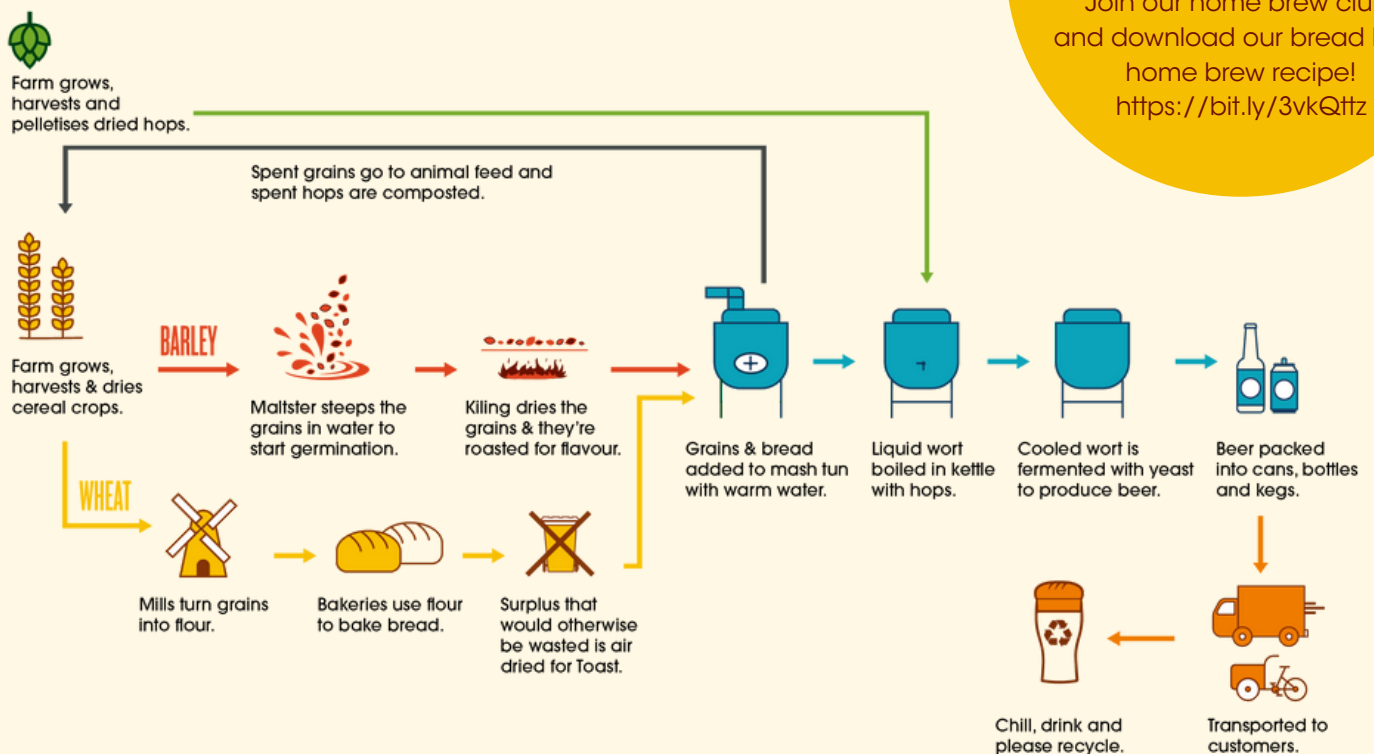 Join our home brew
and download our bread
home brew recipe!
https://bit.ly/3vkQttz
Farm grows,
harvests and
pelletises dried hops.
Spent grains go to animal feed and
spent hops are composted.
Farm grows,
harvests & dries
cereal crops.
BARLEY
Maltster steeps the
grains in water to
start germination.
Kiling dries the
grains & they're
roasted for flavour.
Grains & bread
added to mash tun
with warm water.
Liquid wort
boiled in kettle
with hops.
Cooled wort is
fermented with yeast
to produce beer.
Beer packed
into cans, bottles
and kegs.
WHEAT
Mills turn grains
into flour.
Bakeries use flour
to bake bread.
Surplus that
would otherwise
be wasted is air
dried for Toast.
Chill, drink and
please recycle.
Transported to
customers.